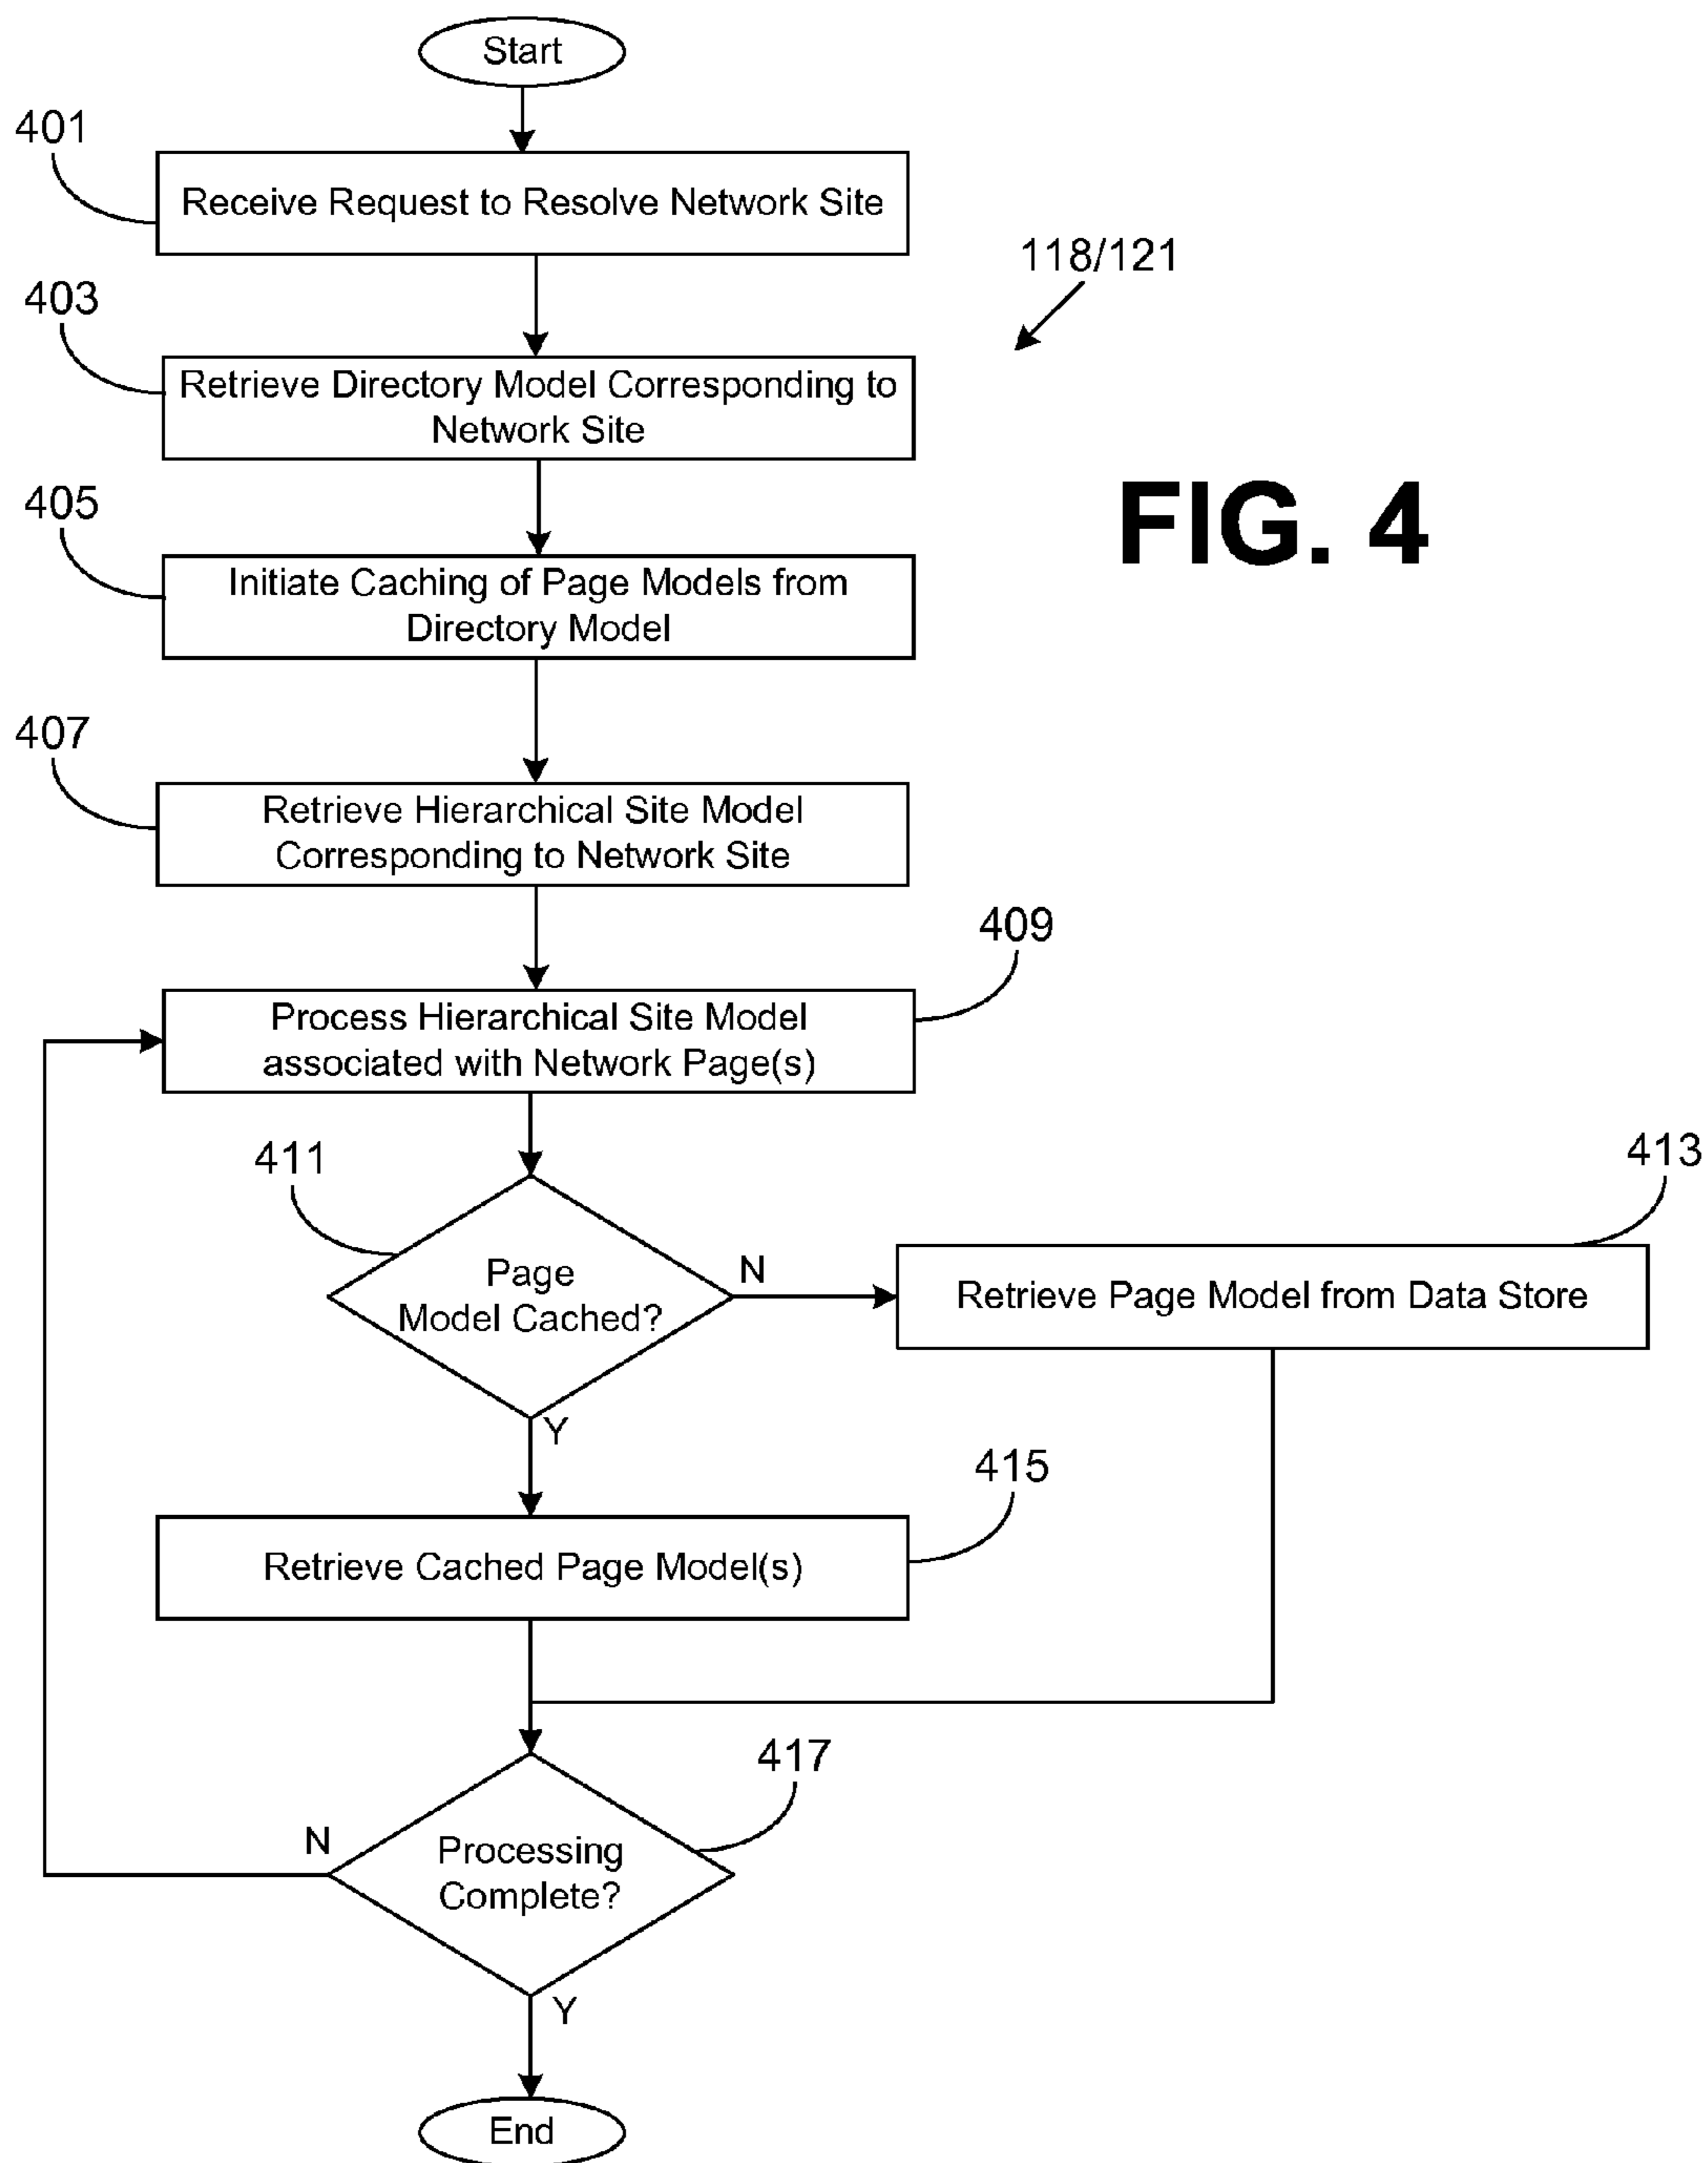 Start
401
Receive Request to Resolve Network Site
118/121
403
Retrieve Directory Model Corresponding to
Network Site
FIG. 4
405
Initiate Caching of Page Models from
Directory Model
407
Retrieve Hierarchical Site Model
Corresponding to Network Site
409
Process Hierarchical Site Model
associated with Network Page(s)
411
413
Page
Model Cached?
N
Retrieve Page Model from Data Store
Y
415
Retrieve Cached Page Model(s)
417
N
Processing
Complete?
Y
End